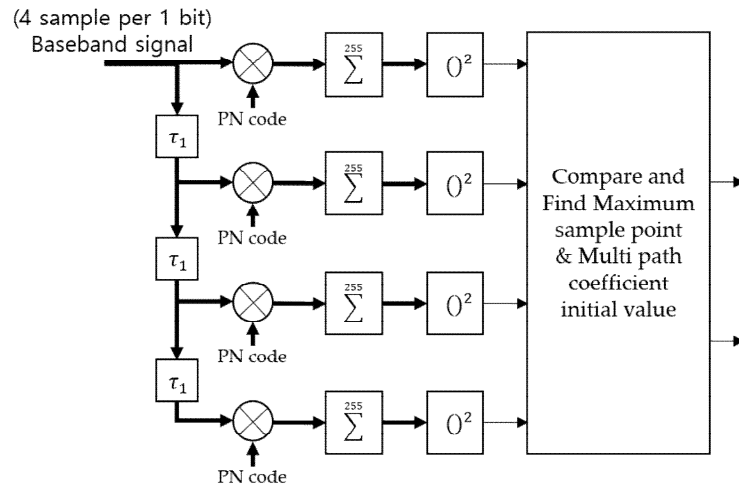 (4 sample per 1 bit)
Baseband signal
255
∑
()²
PN code
τ₁
255
∑
()²
PN code
τ₁
255
∑
()²
PN code
τ₁
255
∑
()²
PN code
Compare and
Find Maximum
sample point
& Multi path
coefficient
initial value